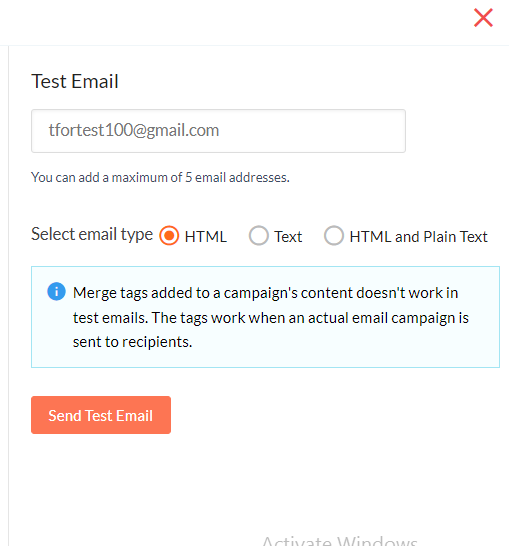 Test Email
tfortest100@gmail.com
You can add a maximum of 5 email addresses.
Select email type HTML Text HTML and Plain Text
Merge tags added to a campaign's content doesn't work in
test emails. The tags work when an actual email campaign is
sent to recipients.
Send Test Email
Activate Windows